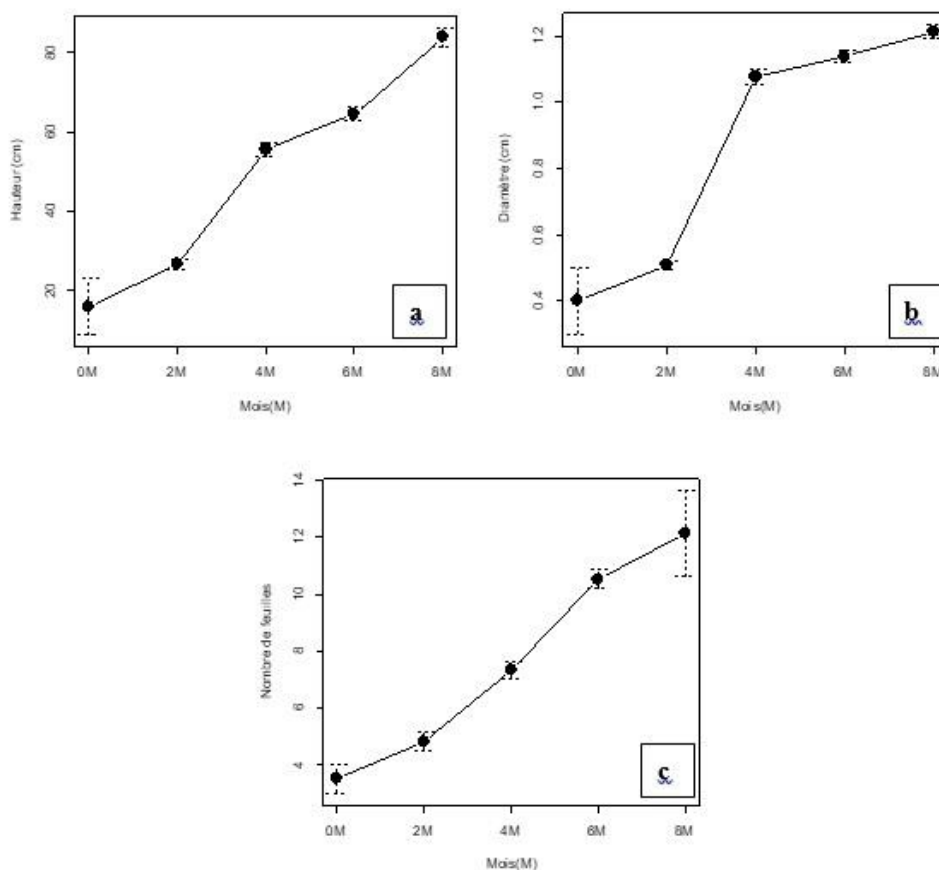 80
60
40
20
Hauteur (cm)
0M 2M 4M 6M 8M
Mois(M)
a
1.2
1.0
0.8
0.6
0.4
Diamètre (cm)
0M 2M 4M 6M 8M
Mois(M)
b
14
12
10
8
6
4
Nombre de feuilles
0M 2M 4M 6M 8M
Mois(M)
c